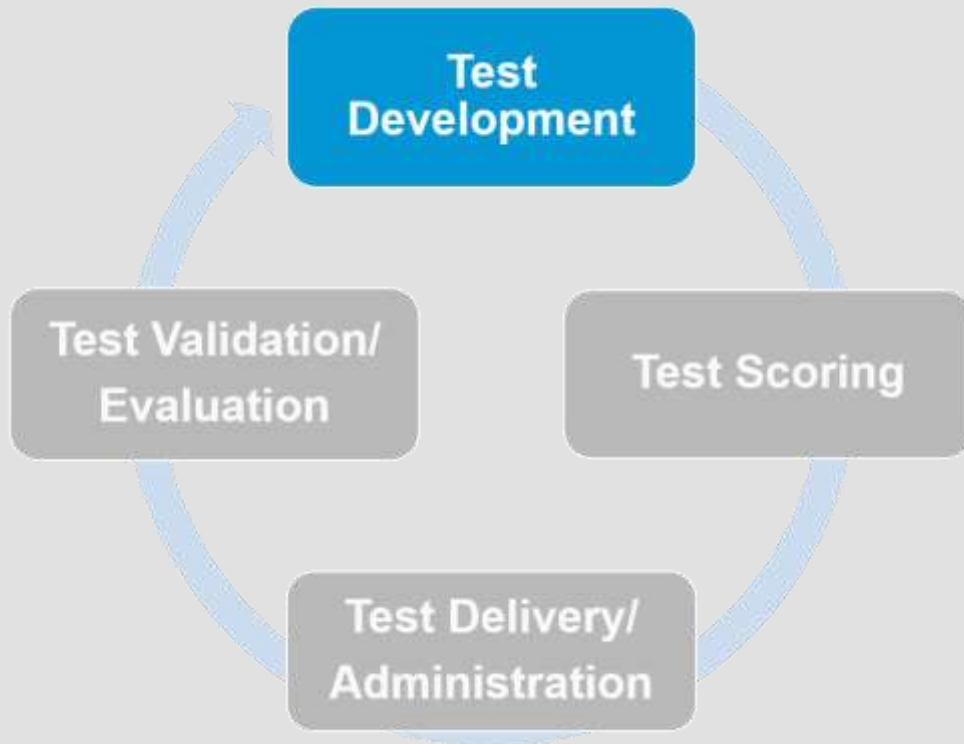 Test
Development
Test Scoring
Test Delivery/
Administration
Test Validation/
Evaluation